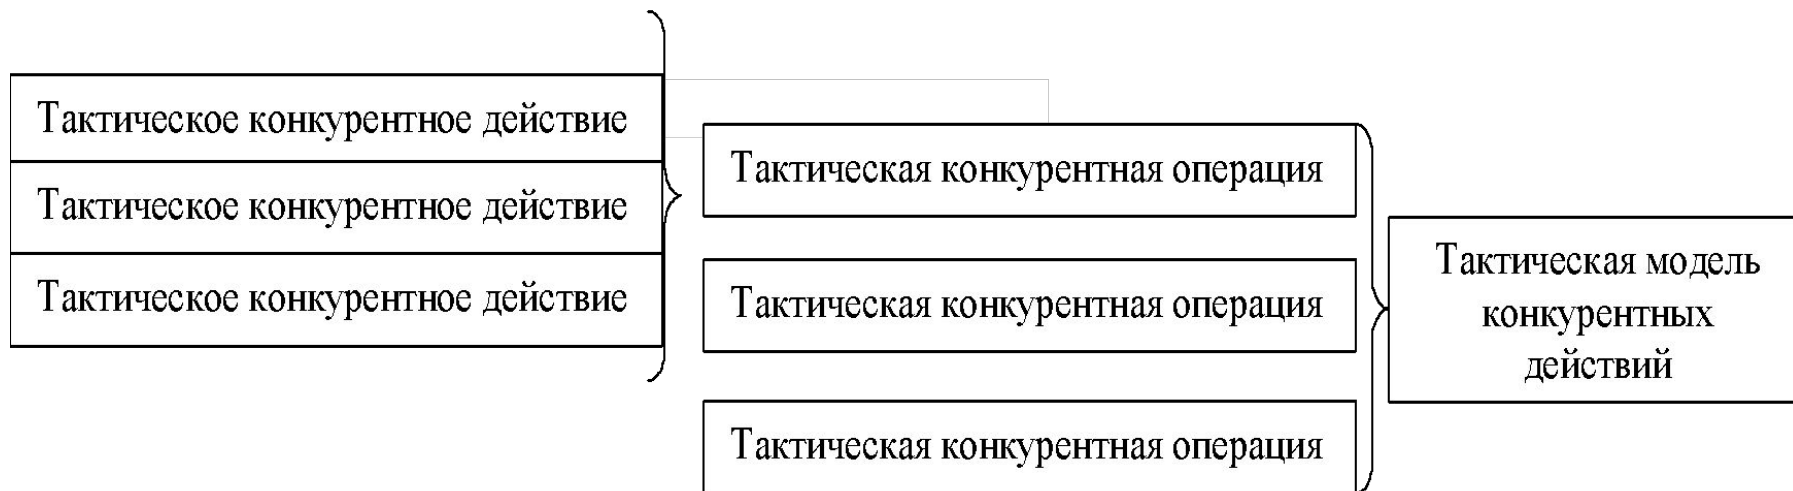 Тактическое конкурентное действие
Тактическое конкурентное действие
Тактическое конкурентное действие
Тактическая конкурентная операция
Тактическая конкурентная операция
Тактическая конкурентная операция
Тактическая модель
конкурентных
действий